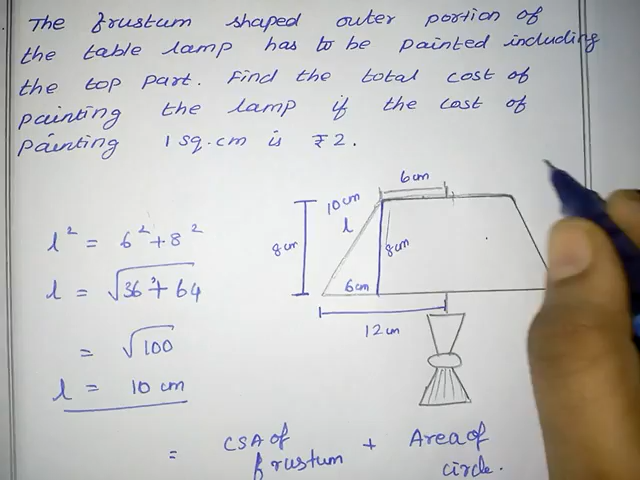 The frustum shaped outer portion of
the table lamp has to be painted including
the top part. Find the total cost of
painting the lamp if the cost of
painting 1 sq.cm is ₹2.
6cm
10cm
l
8cm
8cm
6cm
12cm
l² = 6² + 8²
l = √36 + 64
= √100
l = 10 cm
= CSA of frustum + Area of circle.